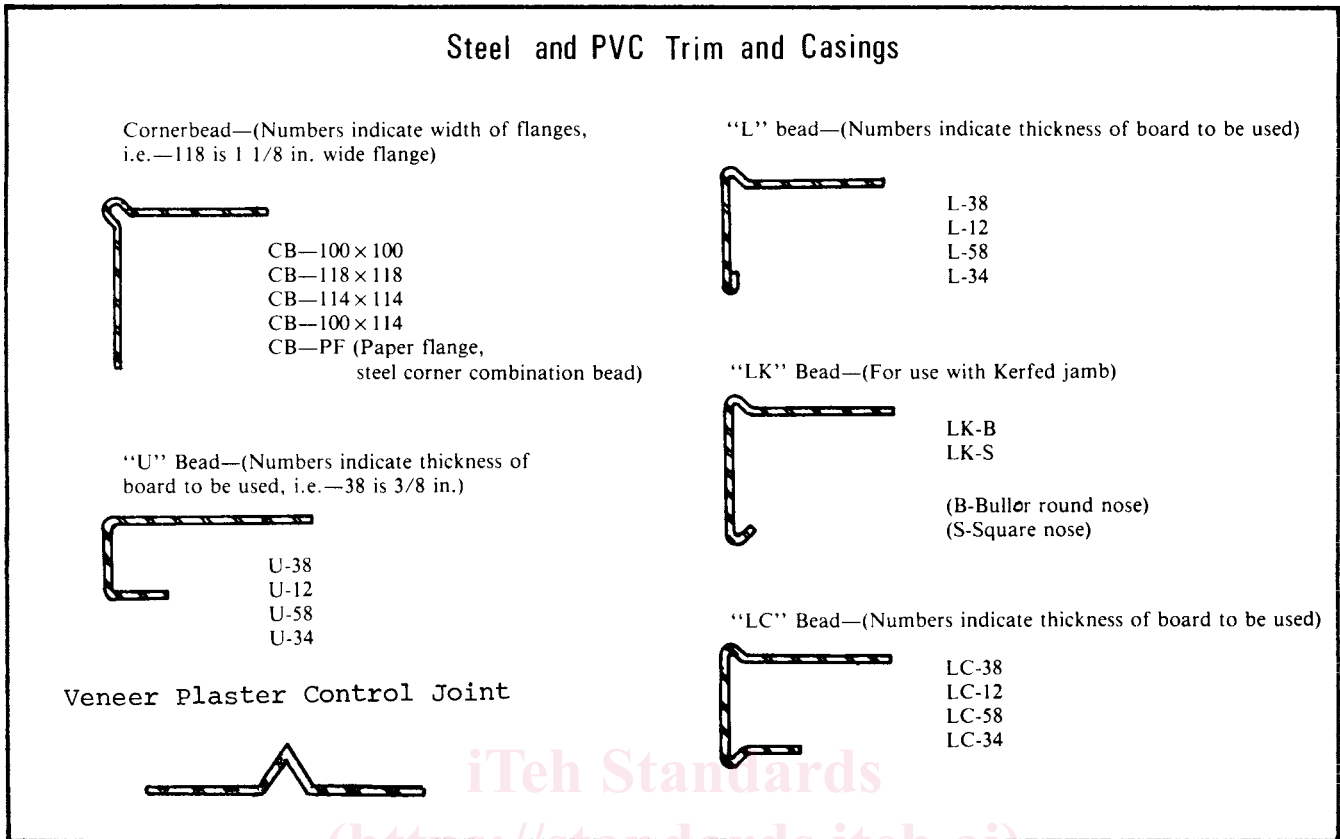 Steel and PVC Trim and Casings
Cornerbead—(Numbers indicate width of flanges,
i.e.—118 is 1 1/8 in. wide flange)
CB—100 × 100
CB—118 × 118
CB—114 × 114
CB—100 × 114
CB—PF (Paper flange,
steel corner combination bead)
"U" Bead—(Numbers indicate thickness of
board to be used, i.e.—38 is 3/8 in.)
U-38
U-12
U-58
U-34
Veneer Plaster Control Joint
"L" bead—(Numbers indicate thickness of board to be used)
L-38
L-12
L-58
L-34
"LK" Bead—(For use with Kerfed jamb)
LK-B
LK-S
(B-Bullor round nose)
(S-Square nose)
"LC" Bead—(Numbers indicate thickness of board to be used)
LC-38
LC-12
LC-58
LC-34
iTeh Standards
(https://standards.iteh.ai)